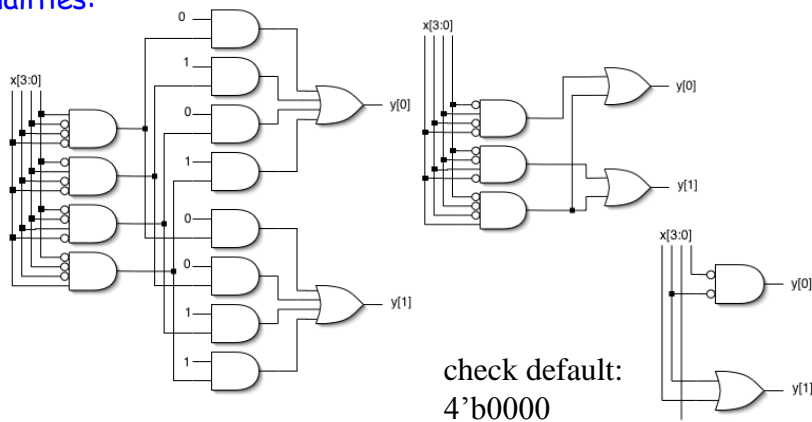 0
x[3:0]
1
0
y[0]
1
0
0
y[1]
1
1
x[3:0]
y[0]
y[1]
x[3:0]
y[0]
y[1]
check default:
4’b0000